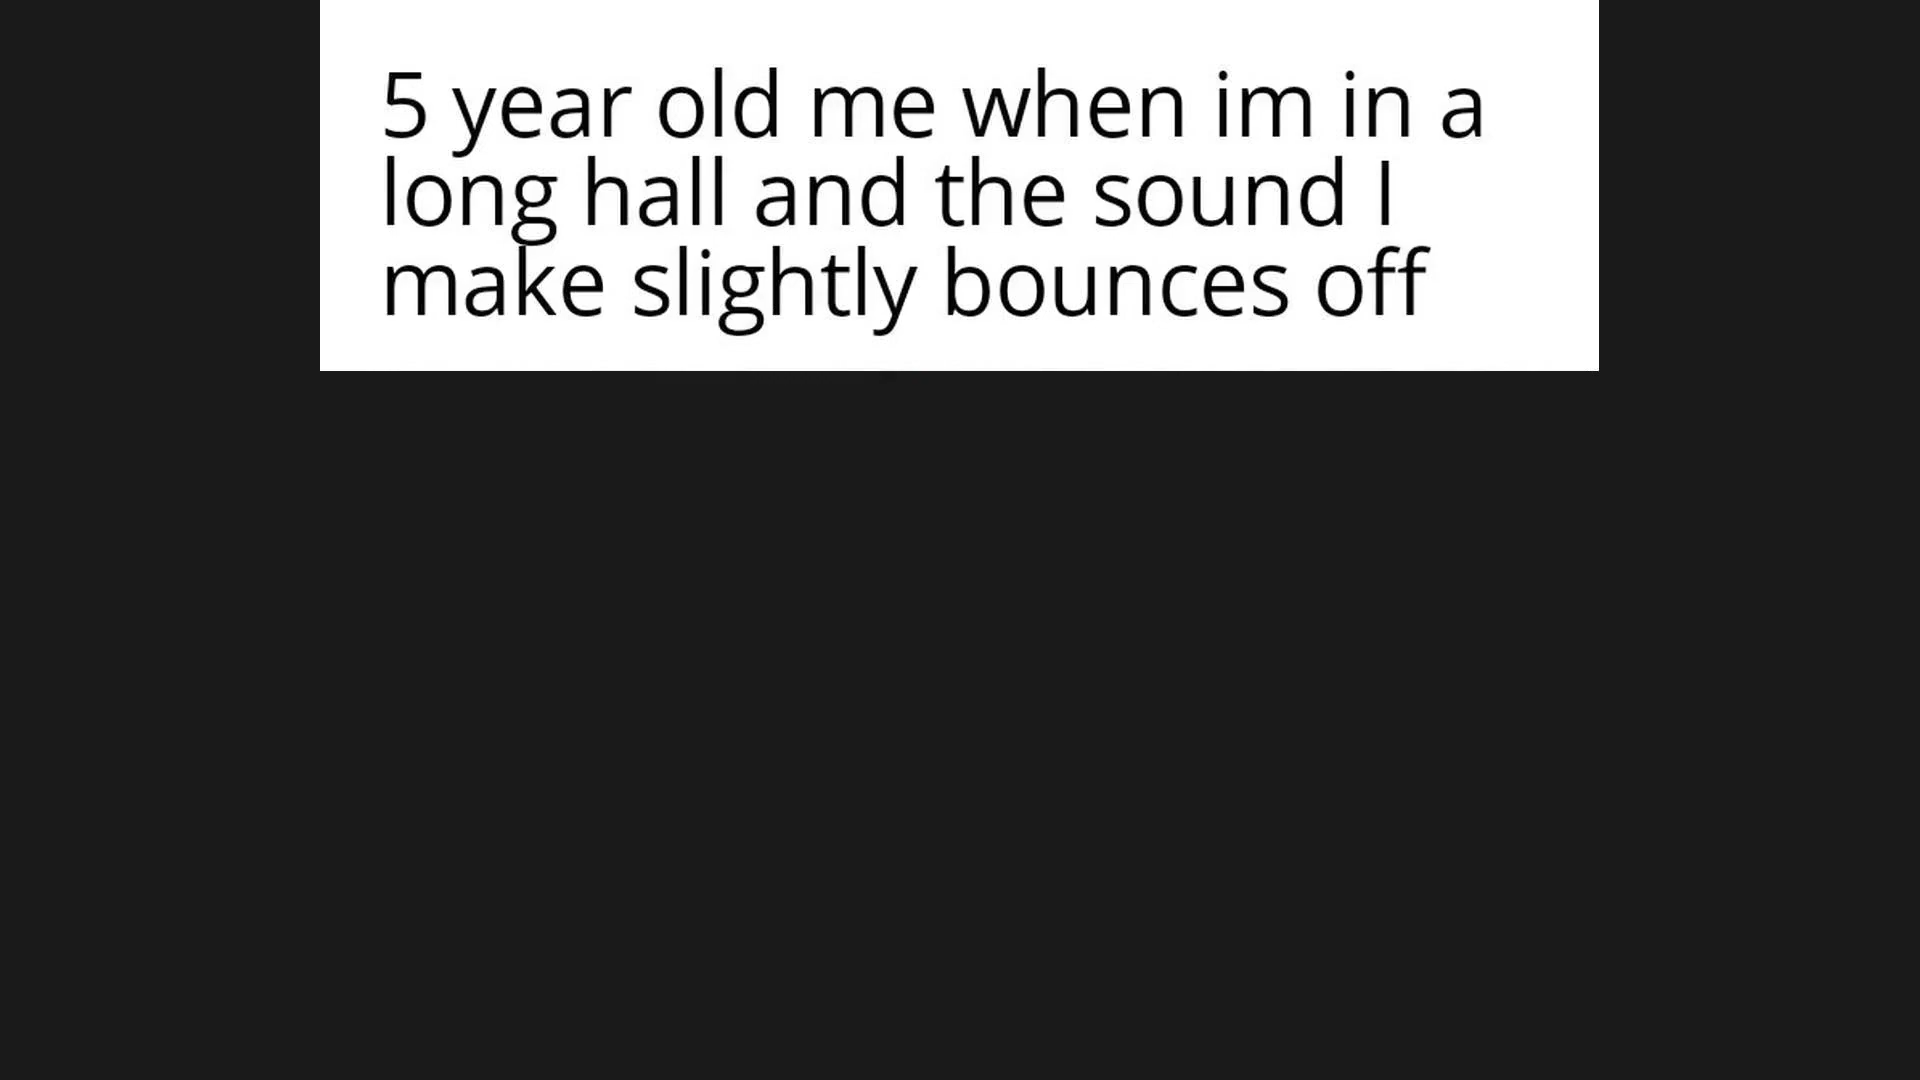 5 year old me when im in a
long hall and the sound I
make slightly bounces off